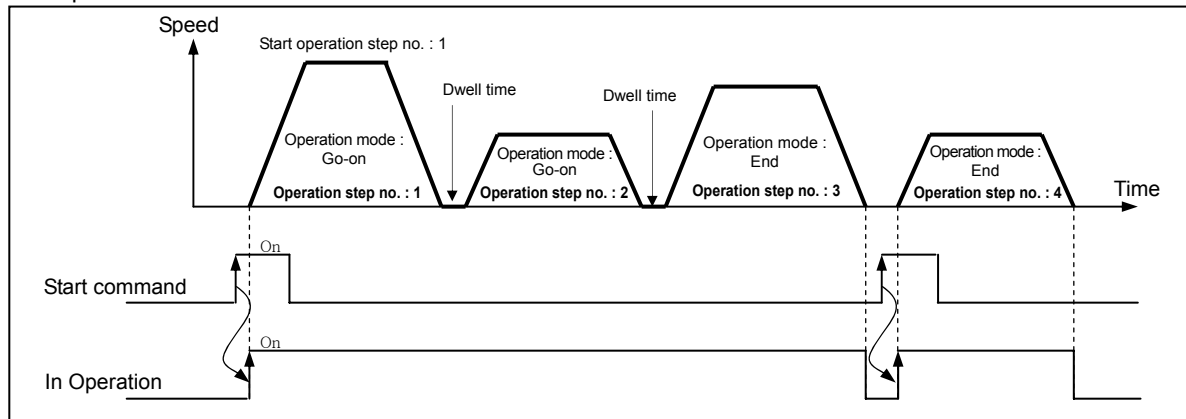 Speed
Start operation step no. : 1
Dwell time
Dwell time
Operation mode :
Go-on
Operation step no. : 1
Operation mode :
Go-on
Operation step no. : 2
Operation mode :
End
Operation step no. : 3
Operation mode :
End
Operation step no. : 4
Time
On
Start command
On
In Operation